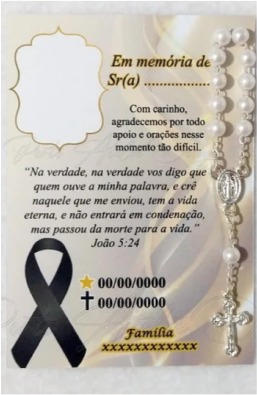 Em memória de
Sr(a) .................
Com carinho,
agradecemos por todo
apoio e orações nesse
momento tão difícil.
"Na verdade, na verdade vos digo que
quem ouve a minha palavra, e crê
naquele que me enviou, tem a vida
eterna, e não entrará em condenação,
mas passou da morte para a vida."
João 5:24
00/00/0000
00/00/0000
Família
xxxxxxxxxxxx